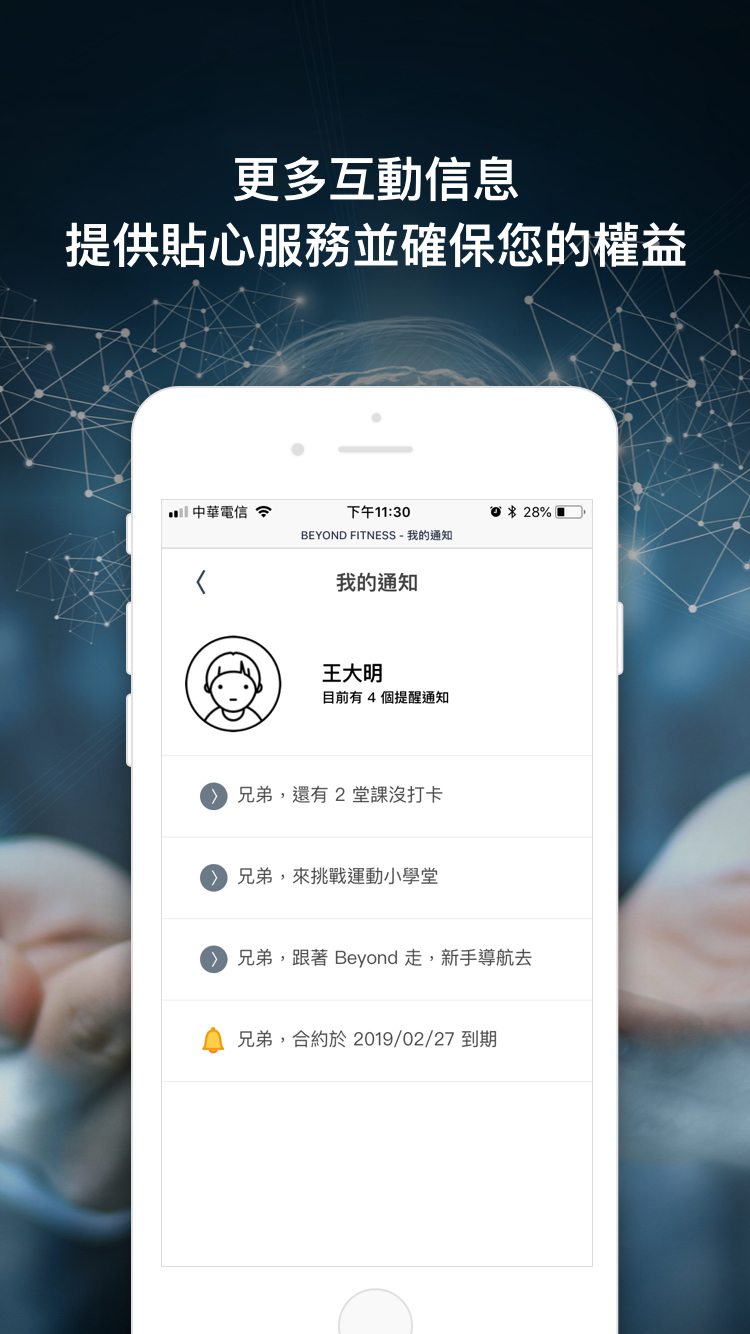 更多互動信息
提供貼心服務並確保您的權益
中華電信 下午11:30 28%
BEYOND FITNESS - 我的通知
我的通知
王大明
目前有 4 個提醒通知
兄弟，還有 2 堂課沒打卡
兄弟，來挑戰運動小學堂
兄弟，跟著 Beyond 走，新手導航去
兄弟，合約於 2019/02/27 到期